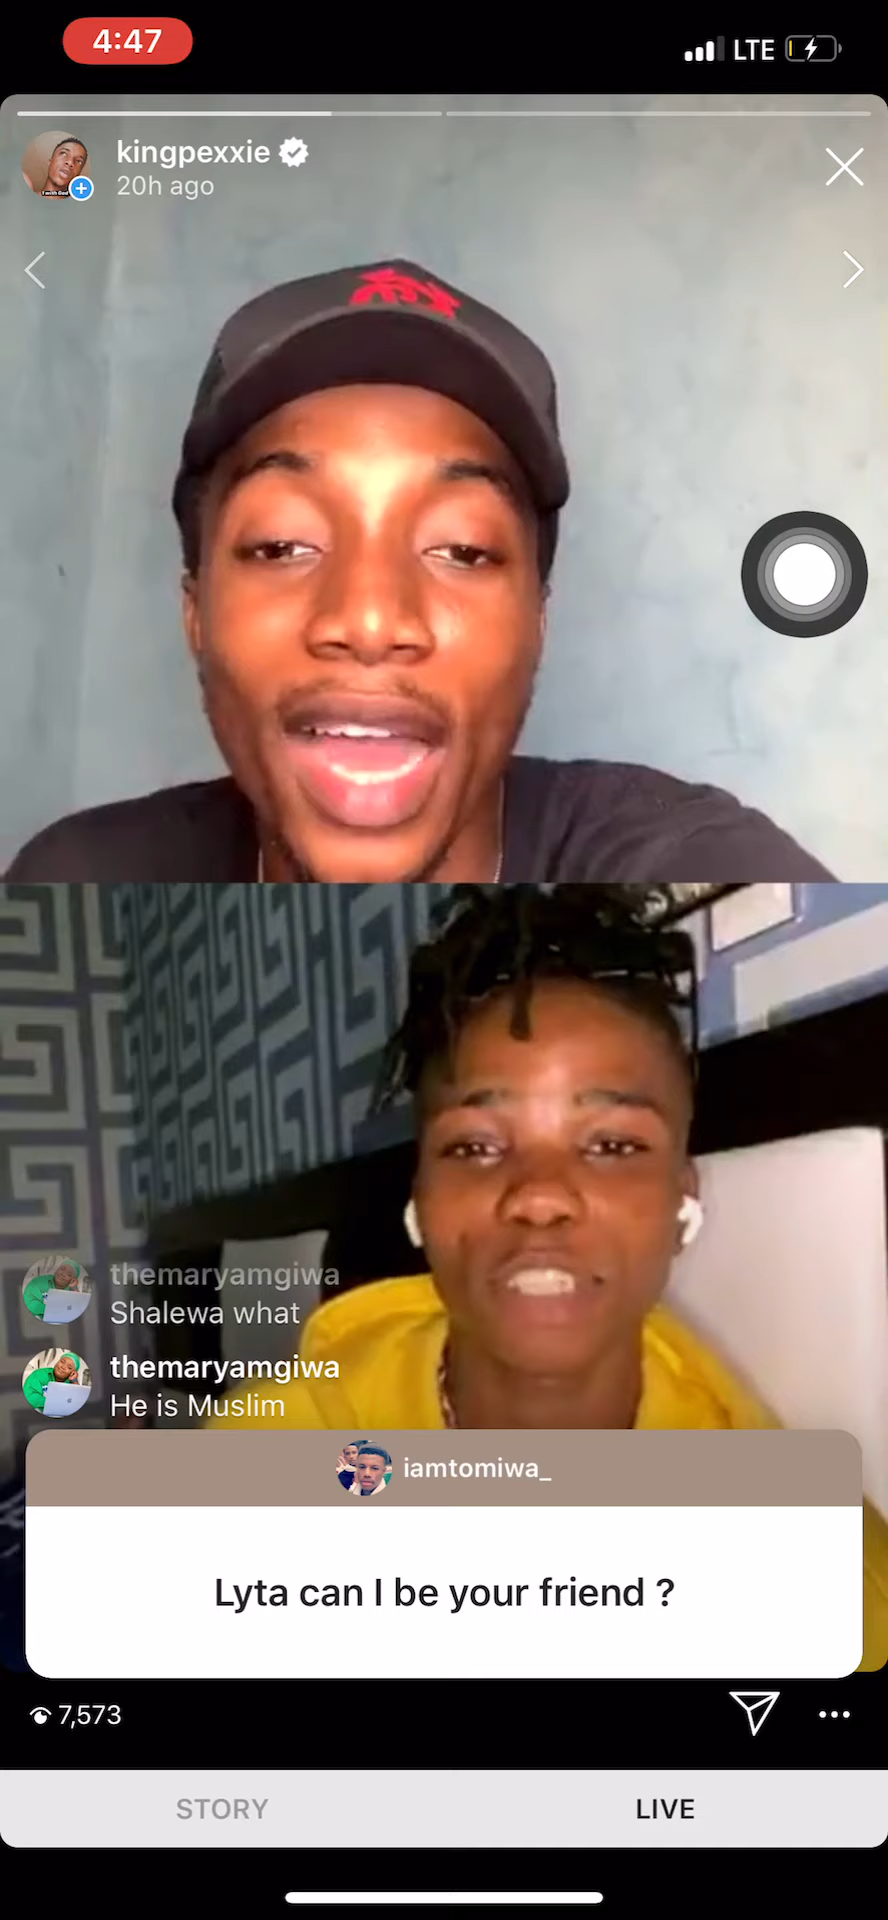 4:47
LTE
kingpexxie
20h ago
themaryamgiwa
Shalewa what
themaryamgiwa
He is Muslim
iamtomiwa_
Lyta can I be your friend ?
7,573
STORY
LIVE